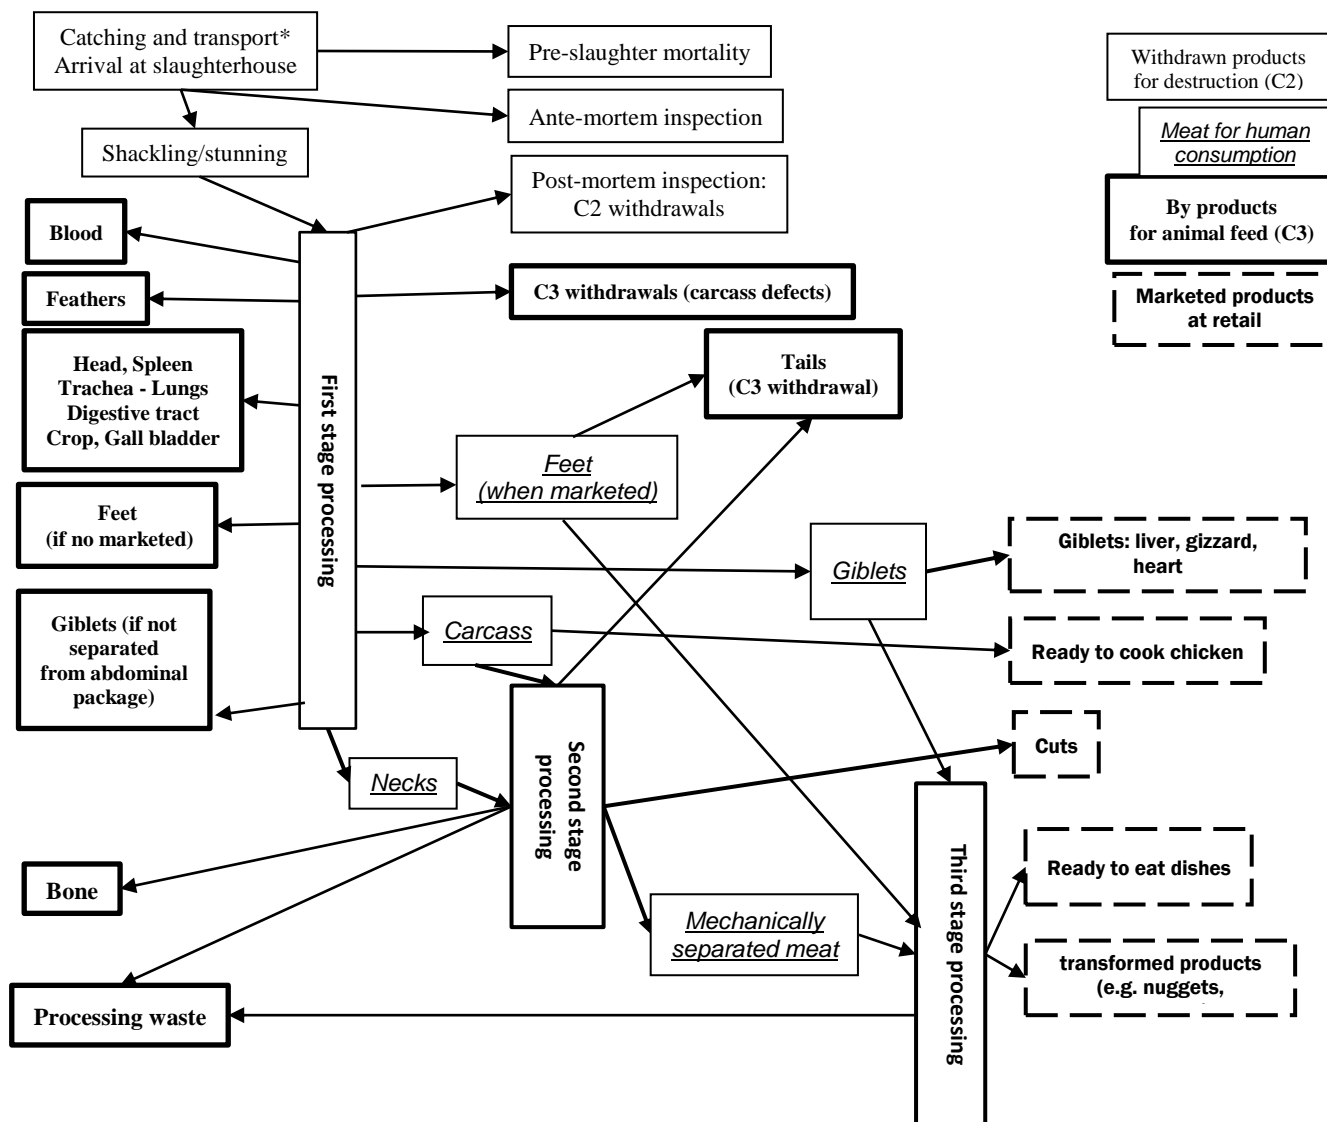 Catching and transport*
Arrival at slaughterhouse
Pre-slaughter mortality
Withdrawn products
for destruction (C2)
Ante-mortem inspection
Meat for human
consumption
Shackling/stunning
Post-mortem inspection:
C2 withdrawals
By products
for animal feed (C3)
Blood
Feathers
C3 withdrawals (carcass defects)
Marketed products
at retail
Head, Spleen
Trachea - Lungs
Digestive tract
Crop, Gall bladder
First stage processing
Tails
(C3 withdrawal)
Feet
(when marketed)
Feet
(if no marketed)
Giblets
Giblets: liver, gizzard,
heart
Giblets (if not
separated
from abdominal
package)
Carcass
Ready to cook chicken
Necks
Second stage
processing
Cuts
Bone
Third stage processing
Ready to eat dishes
Mechanically
separated meat
transformed products
(e.g. nuggets,
Processing waste